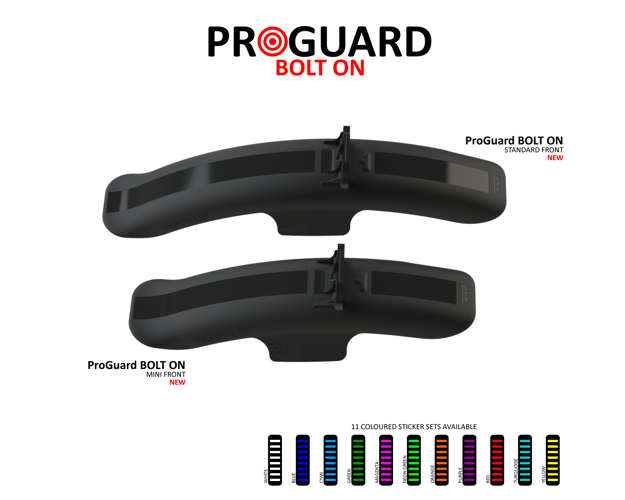 PROGUARD
BOLT ON
ProGuard BOLT ON
STANDARD FRONT
NEW
ProGuard BOLT ON
MINI FRONT
NEW
11 COLOURED STICKER SETS AVAILABLE
WHITE
BLUE
CYAN
GREEN
MAGENTA
NEON GREEN
ORANGE
PURPLE
RED
TURQUOISE
YELLOW